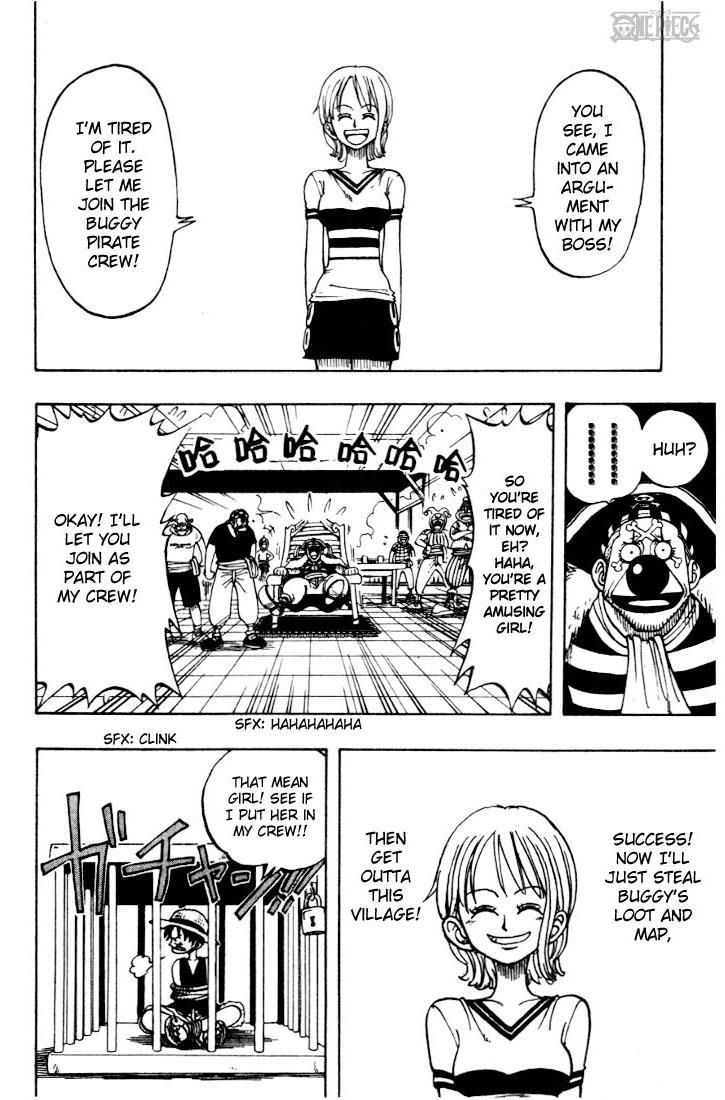 ONE PIECE
YOU
SEE, I
CAME
INTO AN
ARGU-
MENT
WITH MY
BOSS!
I'M TIRED
OF IT.
PLEASE
LET ME
JOIN THE
BUGGY
PIRATE
CREW!
HUH?
!!
SO
YOU'RE
TIRED OF
IT NOW,
EH?
HAHA,
YOU'RE A
PRETTY
AMUSING
GIRL!
哈哈哈哈哈哈
OKAY! I'LL
LET YOU
JOIN AS
PART OF
MY CREW!
SFX: HAHAHAHAHA
SUCCESS!
NOW I'LL
JUST STEAL
BUGGY'S
LOOT AND
MAP,
THEN
GET
OUTTA
THIS
VILLAGE!
SFX: CLINK
THAT MEAN
GIRL! SEE IF
I PUT HER IN
MY CREW!!
ガチャーン!!!